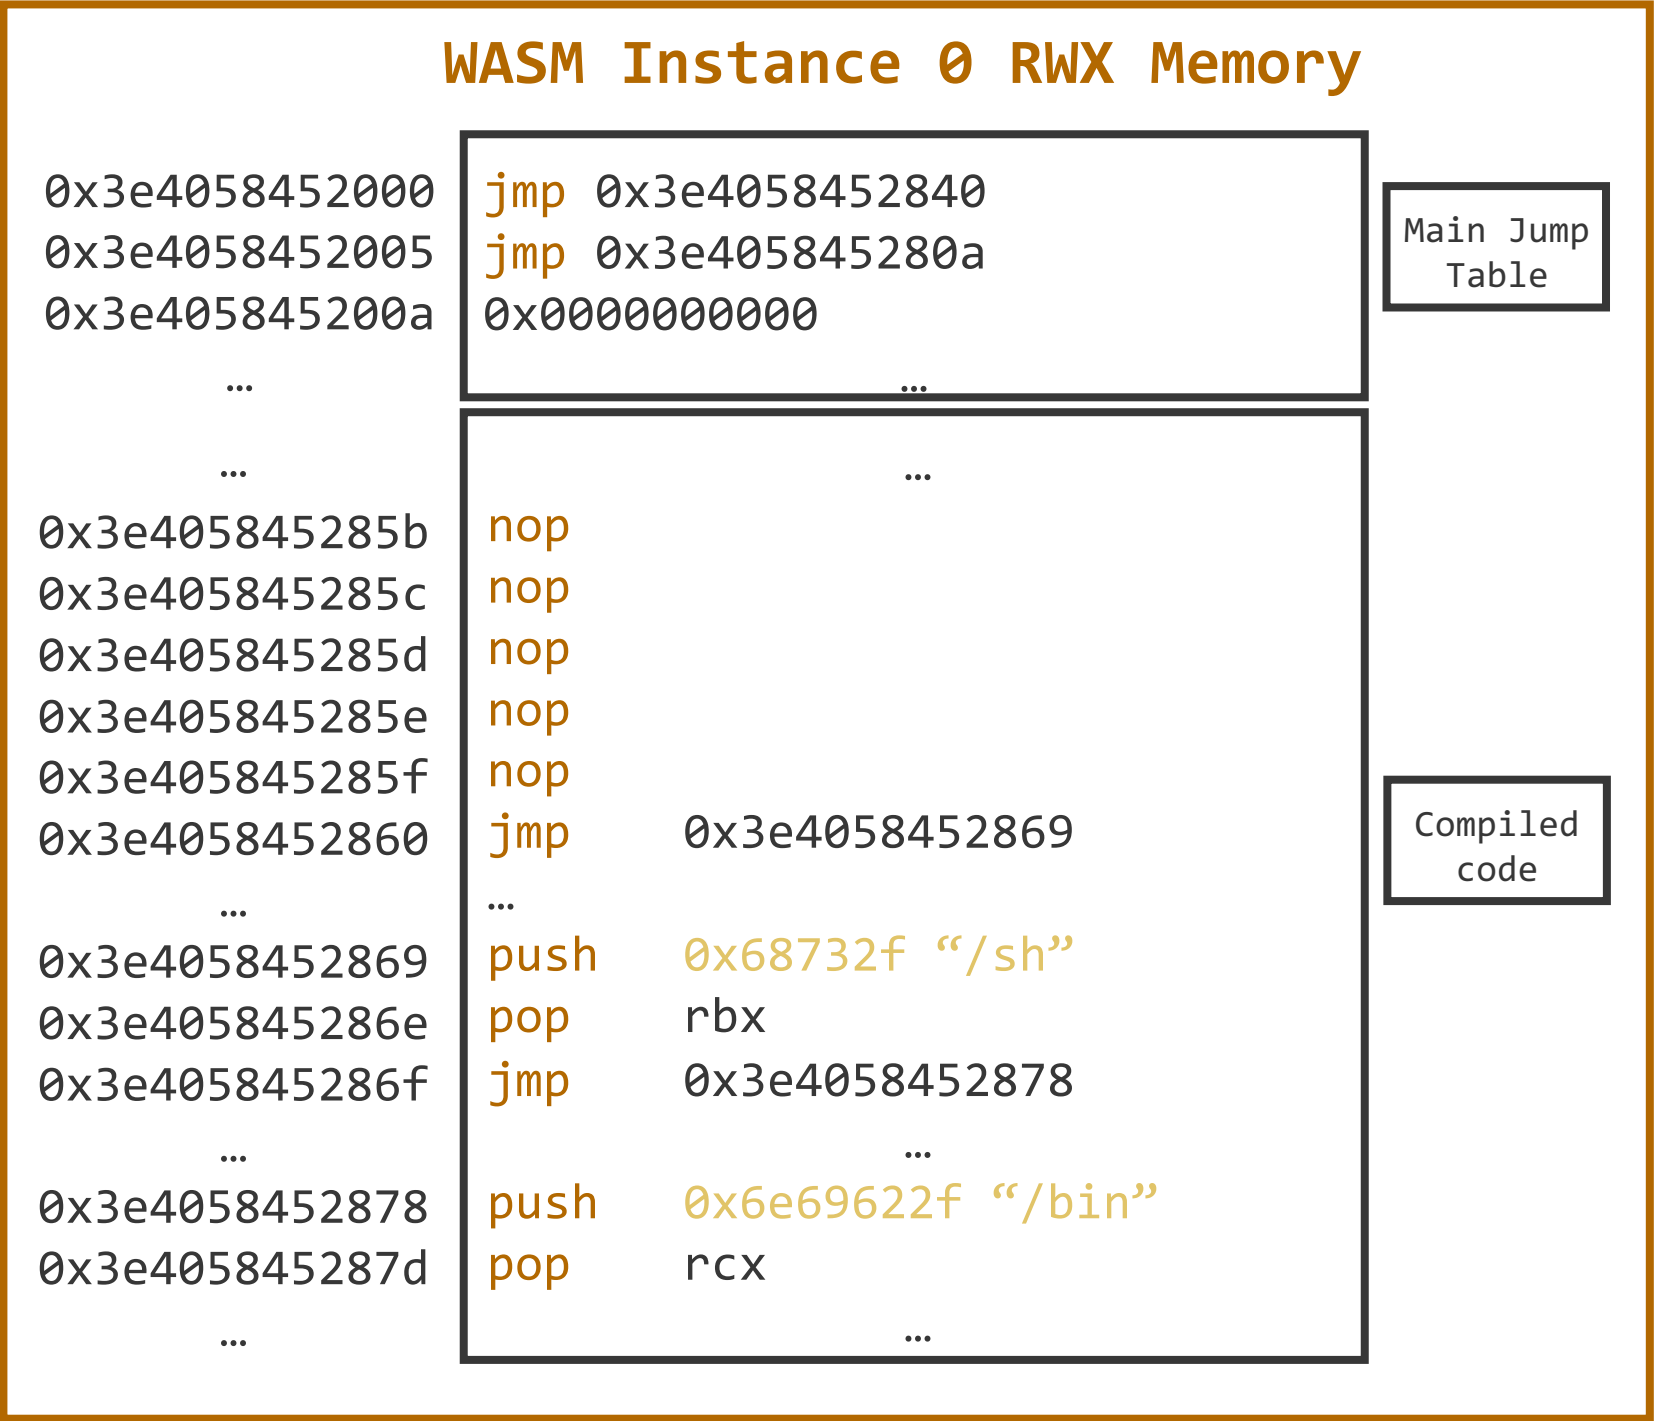 WASM Instance 0 RWX Memory
0x3e4058452000 jmp 0x3e4058452840
0x3e4058452005 jmp 0x3e405845280a
0x3e405845200a 0x0000000000
… …
Main Jump
Table
… …
0x3e405845285b nop
0x3e405845285c nop
0x3e405845285d nop
0x3e405845285e nop
0x3e405845285f nop
0x3e4058452860 jmp 0x3e4058452869
… …
0x3e4058452869 push 0x68732f “/sh”
0x3e405845286e pop rbx
0x3e405845286f jmp 0x3e4058452878
… …
0x3e4058452878 push 0x6e69622f “/bin”
0x3e405845287d pop rcx
… …
Compiled
code